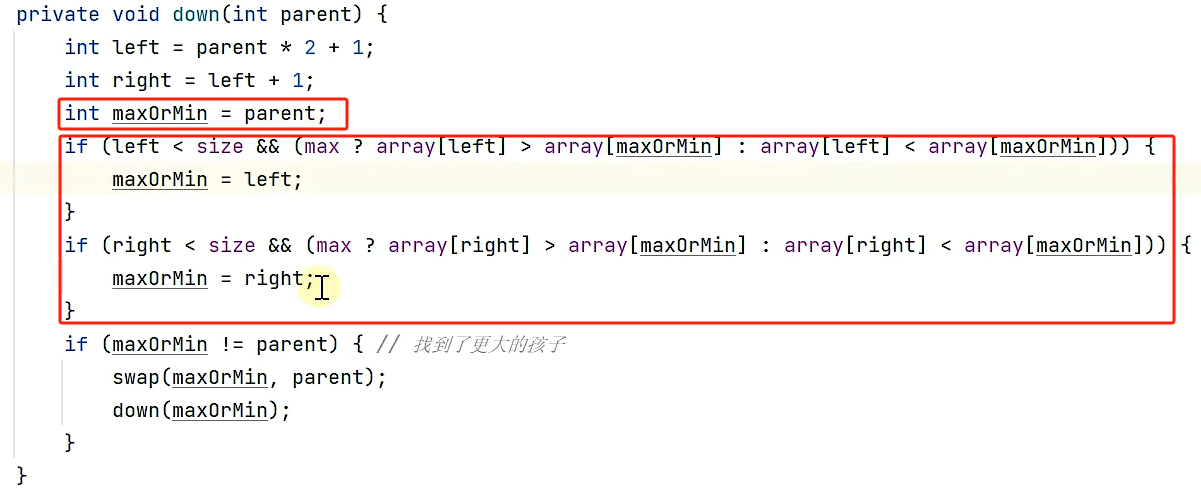 private void down(int parent) {
    int left = parent * 2 + 1;
    int right = left + 1;
    int maxOrMin = parent;
    if (left < size && (max ? array[left] > array[maxOrMin] : array[left] < array[maxOrMin])) {
        maxOrMin = left;
    }
    if (right < size && (max ? array[right] > array[maxOrMin] : array[right] < array[maxOrMin])) {
        maxOrMin = right;
    }
    if (maxOrMin != parent) { // 找到了更大的孩子
        swap(maxOrMin, parent);
        down(maxOrMin);
    }
}